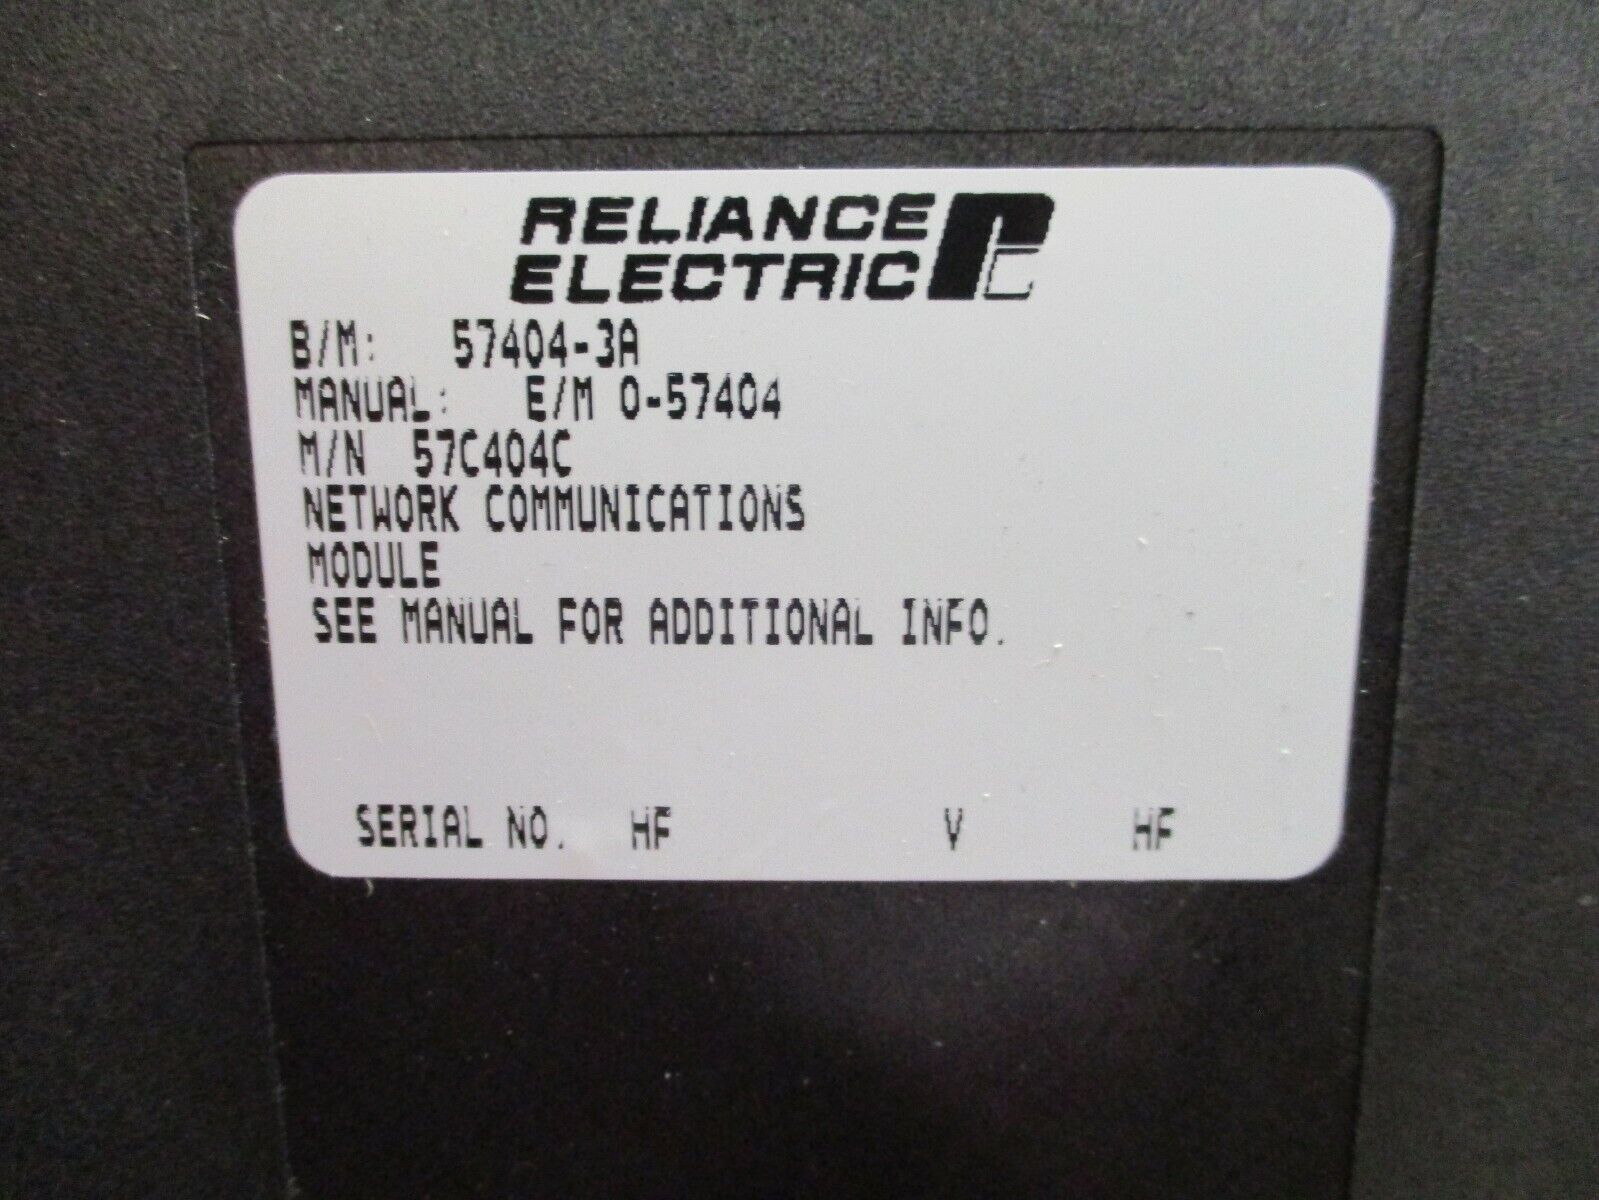 RELIANCE
ELECTRIC
B/M: 57404-3A
MANUAL: E/M 0-57404
M/N 57C404C
NETWORK COMMUNICATIONS
MODULE
SEE MANUAL FOR ADDITIONAL INFO.
SERIAL NO. HF V HF